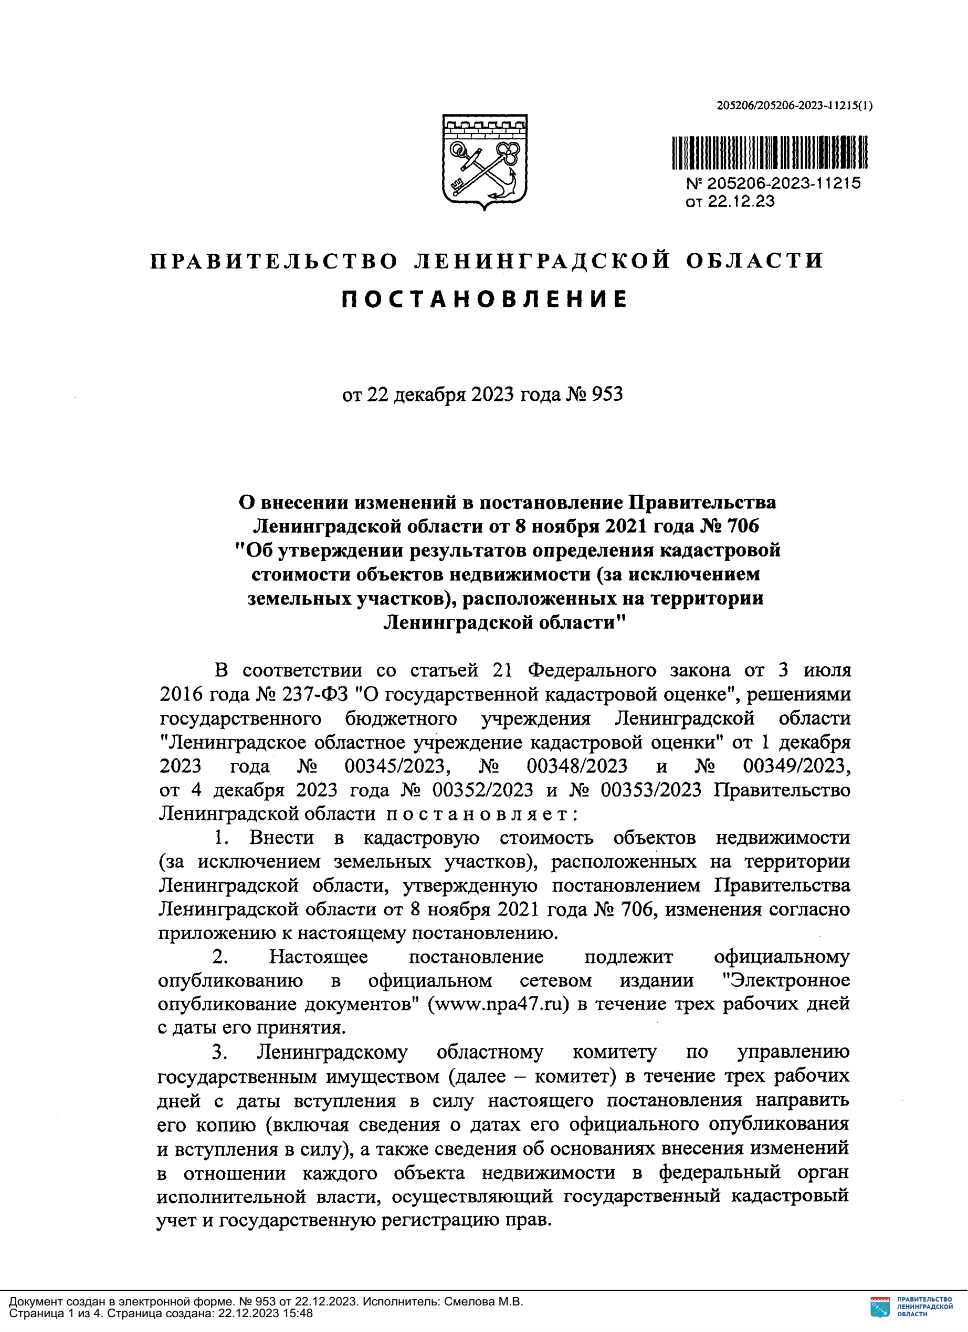 205206/205206-2023-11215(1)
№ 205206-2023-11215
от 22.12.23
ПРАВИТЕЛЬСТВО ЛЕНИНГРАДСКОЙ ОБЛАСТИ
ПОСТАНОВЛЕНИЕ
от 22 декабря 2023 года № 953
О внесении изменений в постановление Правительства
Ленинградской области от 8 ноября 2021 года № 706
"Об утверждении результатов определения кадастровой
стоимости объектов недвижимости (за исключением
земельных участков), расположенных на территории
Ленинградской области"
В соответствии со статьей 21 Федерального закона от 3 июля
2016 года № 237-ФЗ "О государственной кадастровой оценке", решениями
государственного бюджетного учреждения Ленинградской области
"Ленинградское областное учреждение кадастровой оценки" от 1 декабря
2023 года № 00345/2023, № 00348/2023 и № 00349/2023,
от 4 декабря 2023 года № 00352/2023 и № 00353/2023 Правительство
Ленинградской области п о с т а н о в л я е т :
1. Внести в кадастровую стоимость объектов недвижимости
(за исключением земельных участков), расположенных на территории
Ленинградской области, утвержденную постановлением Правительства
Ленинградской области от 8 ноября 2021 года № 706, изменения согласно
приложению к настоящему постановлению.
2. Настоящее постановление подлежит официальному
опубликованию в официальном сетевом издании "Электронное
опубликование документов" (www.npa47.ru) в течение трех рабочих дней
с даты его принятия.
3. Ленинградскому областному комитету по управлению
государственным имуществом (далее – комитет) в течение трех рабочих
дней с даты вступления в силу настоящего постановления направить
его копию (включая сведения о датах его официального опубликования
и вступления в силу), а также сведения об основаниях внесения изменений
в отношении каждого объекта недвижимости в федеральный орган
исполнительной власти, осуществляющий государственный кадастровый
учет и государственную регистрацию прав.
Документ создан в электронной форме. № 953 от 22.12.2023. Исполнитель: Смелова М.В.
Страница 1 из 4. Страница создана: 22.12.2023 15:48
ПРАВИТЕЛЬСТВО
ЛЕНИНГРАДСКОЙ
ОБЛАСТИ